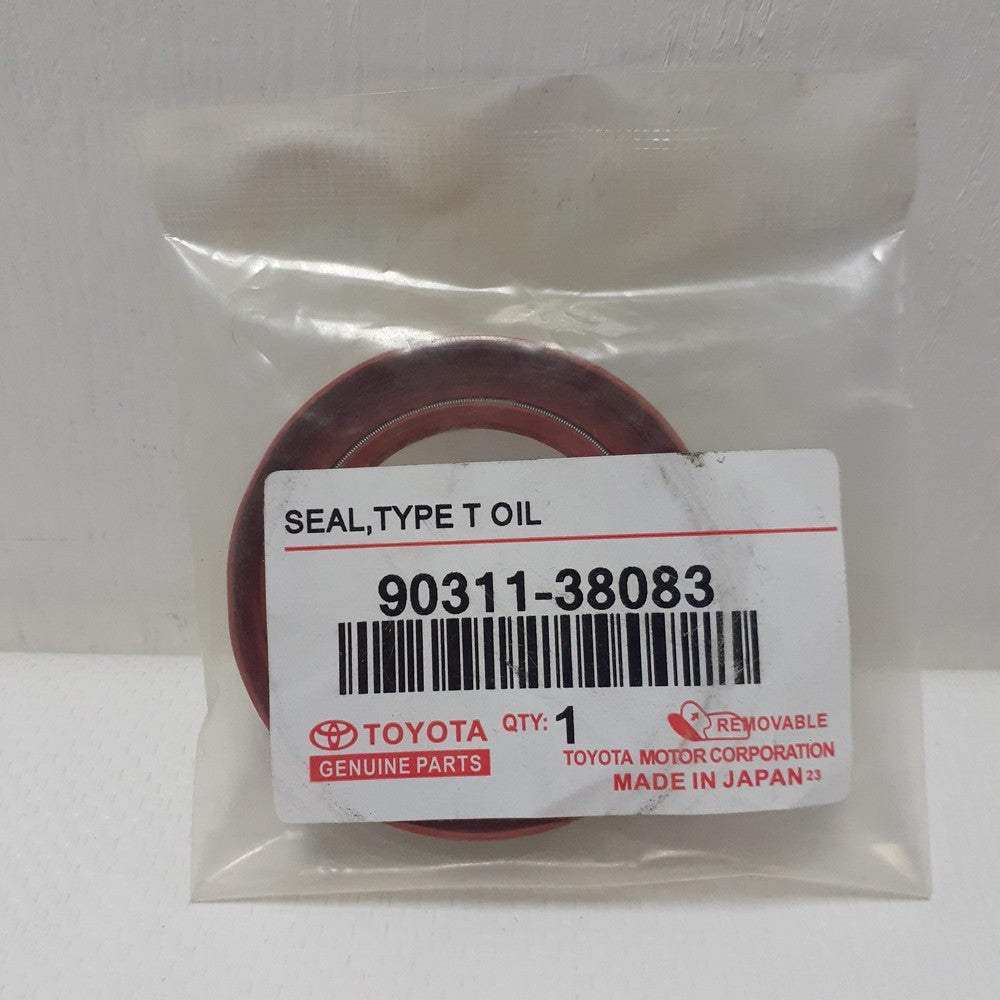 SEAL,TYPE T OIL
90311-38083
TOYOTA
GENUINE PARTS
QTY: 1
REMOVABLE
TOYOTA MOTOR CORPORATION
MADE IN JAPAN 23